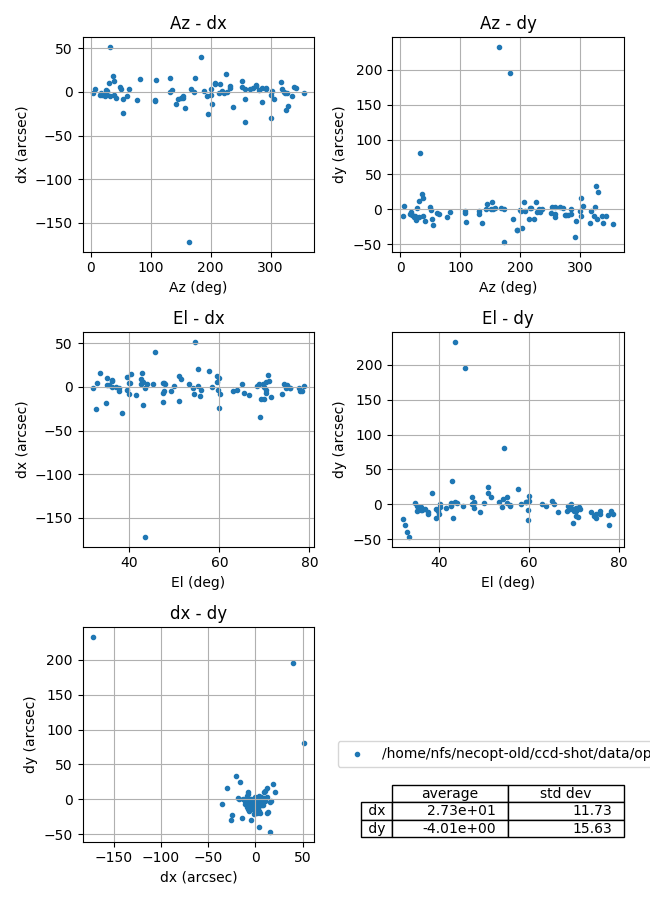 Az - dx
Az - dy
50
0
−50
−100
−150
dx (arcsec)
0
100
200
300
Az (deg)
200
150
100
50
0
−50
dy (arcsec)
0
100
200
300
Az (deg)
El - dx
El - dy
50
0
−50
−100
−150
dx (arcsec)
40
60
80
El (deg)
200
150
100
50
0
−50
dy (arcsec)
40
60
80
El (deg)
dx - dy
200
150
100
50
0
−50
dy (arcsec)
−150
−100
−50
0
50
dx (arcsec)
/home/nfs/necopt-old/ccd-shot/data/op
average std dev
dx 2.73e+01 11.73
dy -4.01e+00 15.63